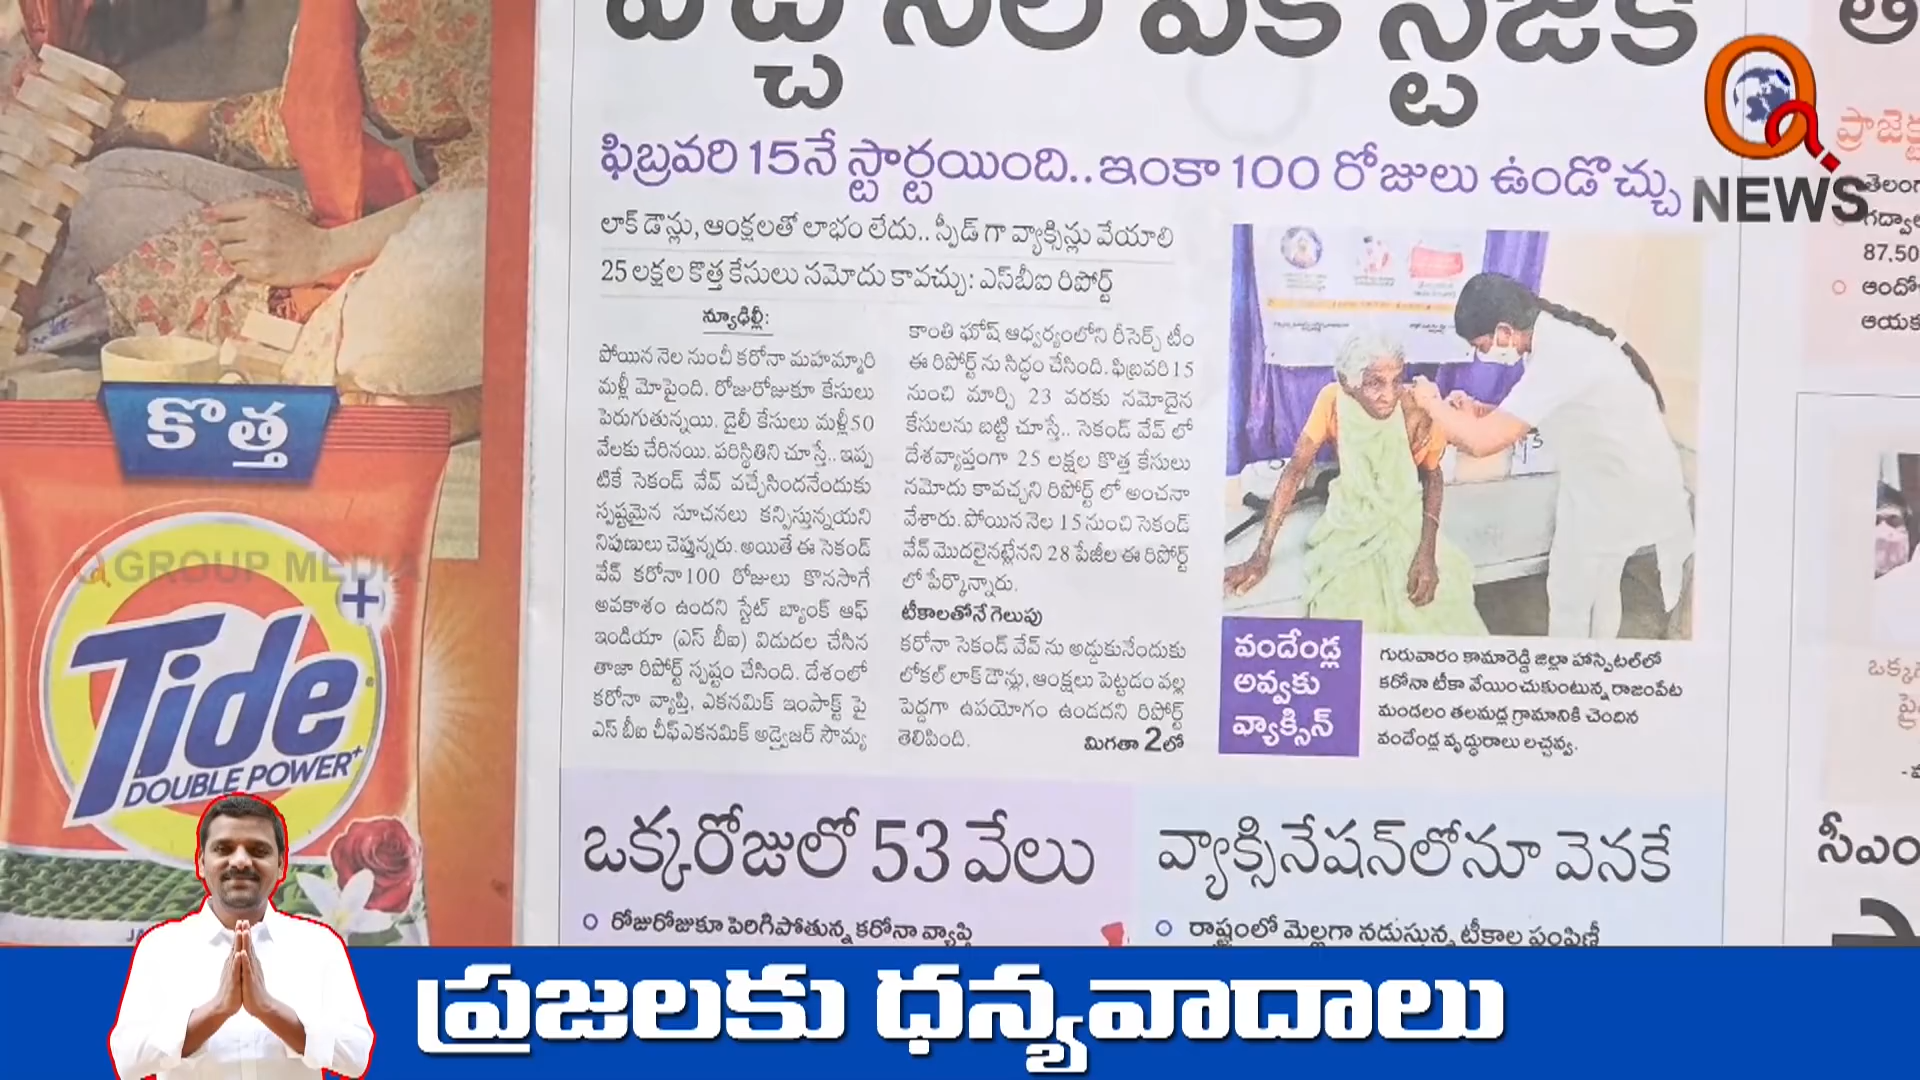 ఫిబ్రవరి 15నే స్టార్టయింది..ఇంకా 100 రోజులు ఉండొచ్చు
లాక్ డౌన్లు, ఆంక్షలతో లాభం లేదు.. స్పీడ్ గా వ్యాక్సిన్లు వేయాలి
25 లక్షల కొత్త కేసులు నమోదు కావచ్చు: ఎస్‌బీఐ రిపోర్ట్
న్యూఢిల్లీ:
పోయిన నెల నుంచీ కరోనా మహమ్మారి
మళ్లీ మోపైంది. రోజురోజుకూ కేసులు
పెరుగుతున్నయి. డైలీ కేసులు మళ్లీ 50
వేలకు చేరినయి. పరిస్థితిని చూస్తే.. ఇప్ప
టికే సెకండ్ వేవ్ వచ్చేసిందనేందుకు
స్పష్టమైన సూచనలు కన్పిస్తున్నయని
నిపుణులు చెప్తున్నరు. అయితే ఈ సెకండ్
వేవ్ కరోనా 100 రోజులు కొనసాగే
అవకాశం ఉందని స్టేట్ బ్యాంక్ ఆఫ్
ఇండియా (ఎస్ బీఐ) విడుదల చేసిన
తాజా రిపోర్ట్ స్పష్టం చేసింది. దేశంలో
కరోనా వ్యాప్తి, ఎకనమిక్ ఇంపాక్ట్ పై
ఎస్ బీఐ చీఫ్ ఎకనమిక్ అడ్వైజర్ సౌమ్య
కాంతి ఘోష్ ఆధ్వర్యంలోని రీసెర్చ్ టీం
ఈ రిపోర్ట్ ను సిద్ధం చేసింది. ఫిబ్రవరి 15
నుంచి మార్చి 23 వరకు నమోదైన
కేసులను బట్టి చూస్తే.. సెకండ్ వేవ్ లో
దేశవ్యాప్తంగా 25 లక్షల కొత్త కేసులు
నమోదు కావచ్చని రిపోర్ట్ లో అంచనా
వేశారు. పోయిన నెల 15 నుంచి సెకండ్
వేవ్ మొదలైనట్లేనని 28 పేజీల ఈ రిపోర్ట్
లో పేర్కొన్నారు.
టీకాలతోనే గెలుపు
కరోనా సెకండ్ వేవ్ ను అడ్డుకునేందుకు
లోకల్ లాక్ డౌన్లు, ఆంక్షలు పెట్టడం వల్ల
పెద్దగా ఉపయోగం ఉండదని రిపోర్ట్
తెలిపింది.
మిగతా 2లో
వందేండ్ల
అవ్వకు
వ్యాక్సిన్
గురువారం కామారెడ్డి జిల్లా హాస్పిటల్‌లో
కరోనా టీకా వేయించుకుంటున్న రాజంపేట
మండలం తలమడ్ల గ్రామానికి చెందిన
వందేండ్ల వృద్ధురాలు లచ్చవ్వ.
ఒక్కరోజులో 53 వేలు
రోజురోజుకూ పెరిగిపోతున్న కరోనా వ్యాప్తి
వ్యాక్సినేషన్‌లోనూ వెనకే
రాష్ట్రంలో మెల్లగా నడుస్తున్న టీకాల పంపిణీ
87,50
సీఎం
కొత్త
Q GROUP MEDIA
Tide+
DOUBLE POWER+
Q NEWS
ప్రజలకు ధన్యవాదాలు